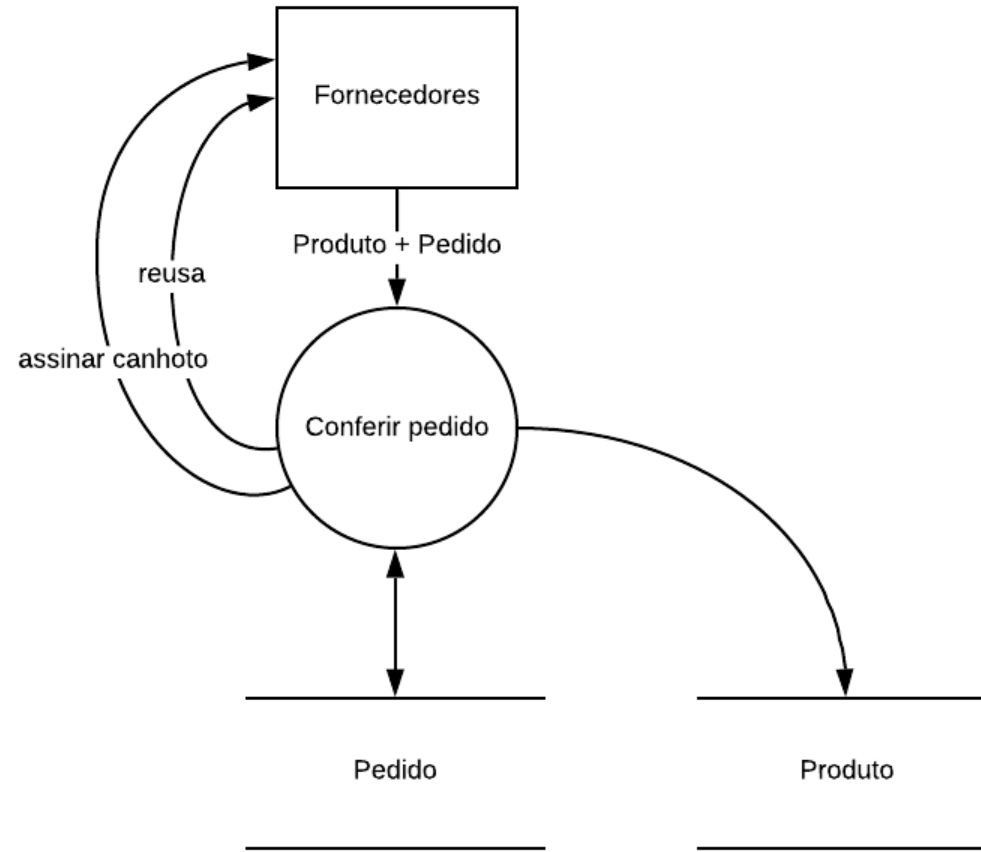 Fornecedores
Produto + Pedido
reusa
assinar canhoto
Conferir pedido
Pedido
Produto